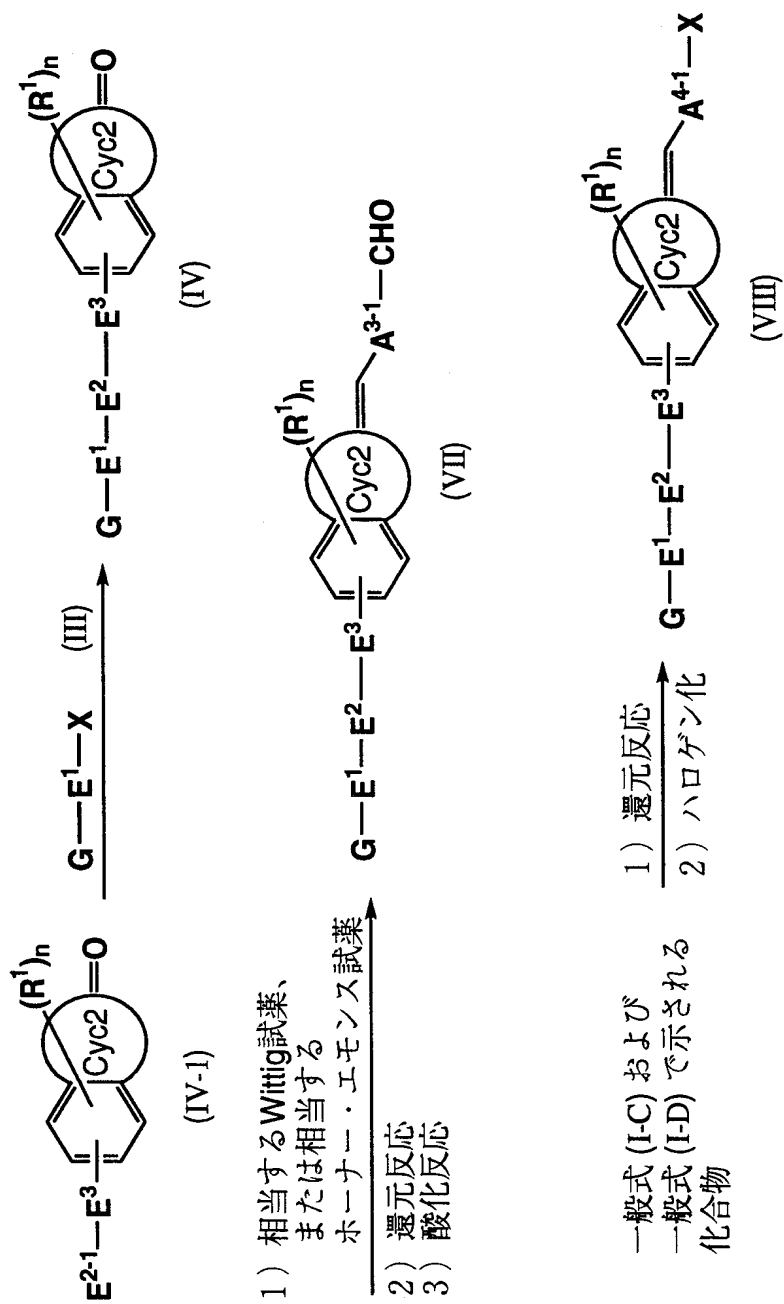 G—E¹—X (III)
E²⁻¹—E³ Cyc2 (R¹)n =O
(IV-1)
G—E¹—E²—E³ Cyc2 (R¹)n =O
(IV)
1) 相当するWittig試薬、
または相当する
ホーナー・エモンス試薬
2) 還元反応
3) 酸化反応
G—E¹—E²—E³ Cyc2 (R¹)n A³⁻¹—CHO
(VII)
一般式 (I-C) および
一般式 (I-D) で示される
化合物
1) 還元反応
2) ハロゲン化
G—E¹—E²—E³ Cyc2 (R¹)n A⁴⁻¹—X
(VIII)